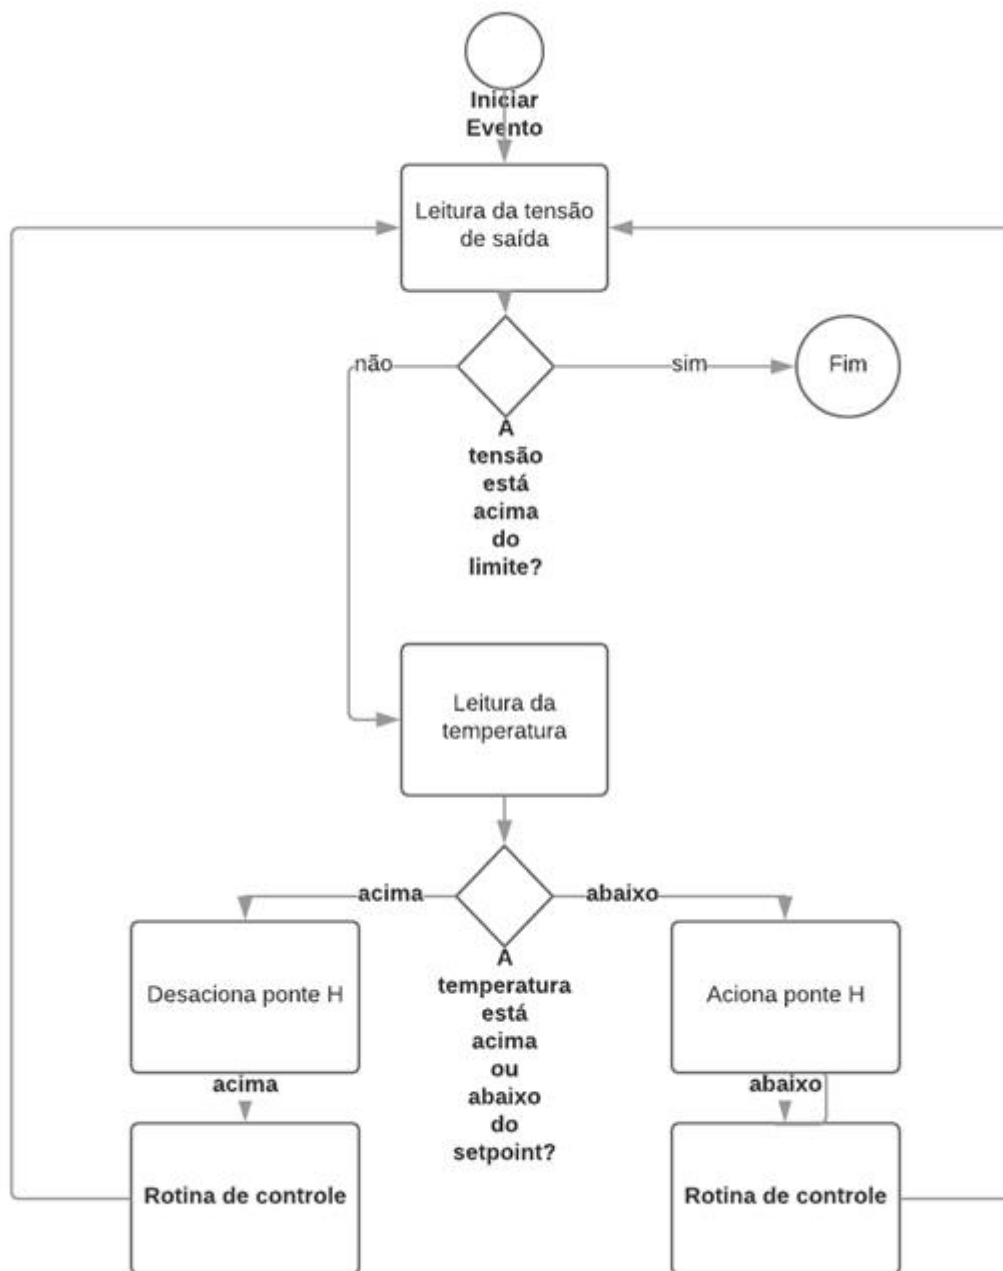 Iniciar
Evento
Leitura da tensão
de saída
não
sim
Fim
A
tensão
está
acima
do
limite?
Leitura da
temperatura
acima
abaixo
Desaciona ponte H
A
temperatura
está
acima
ou
abaixo
do
setpoint?
Aciona ponte H
acima
abaixo
Rotina de controle
Rotina de controle